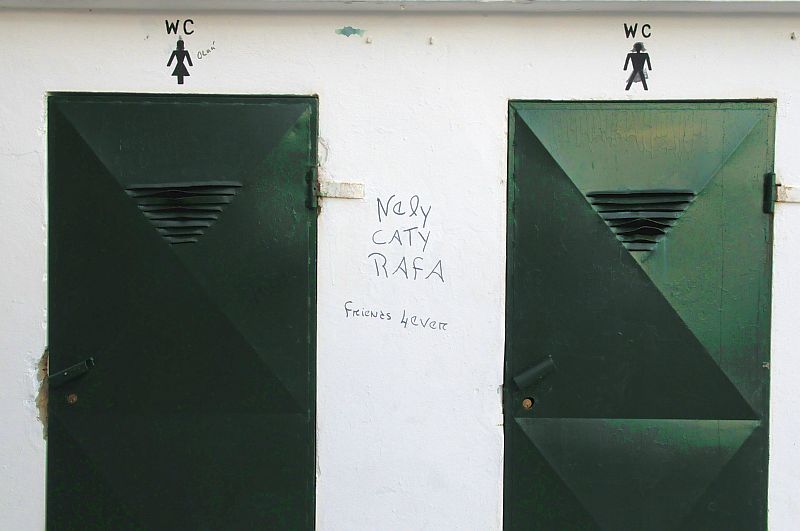 WC
WC
Nely
CATY
RAFA
Friends 4ever